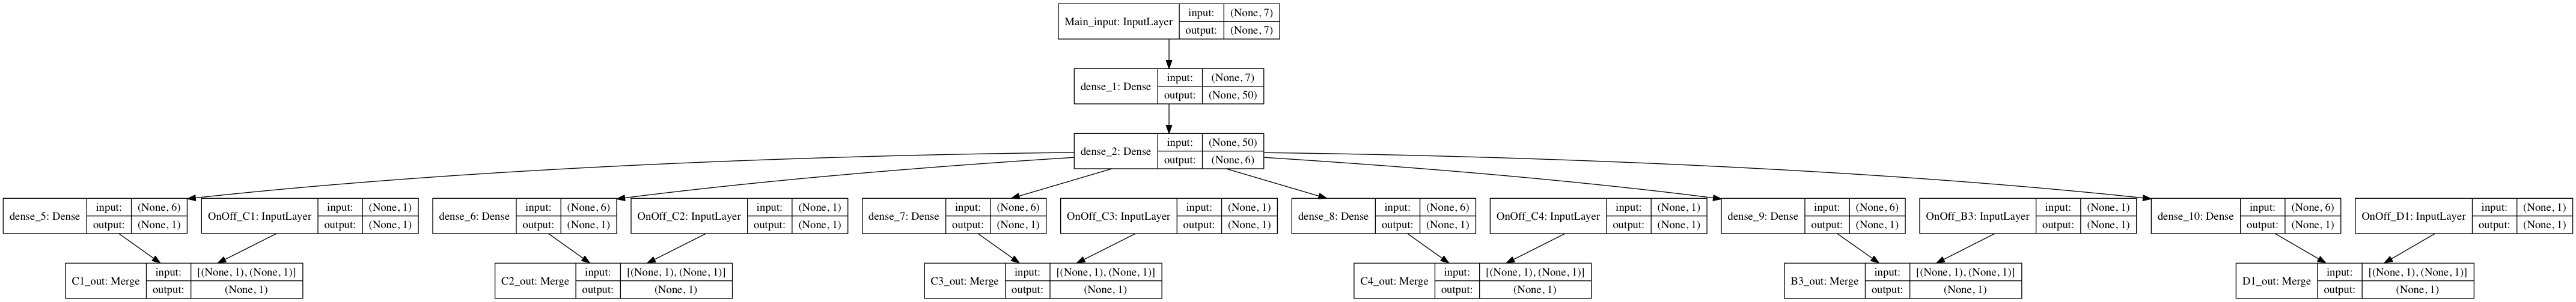 Main_input: InputLayer input: (None, 7)
output: (None, 7)
dense_1: Dense input: (None, 7)
output: (None, 50)
dense_2: Dense input: (None, 50)
output: (None, 6)
dense_5: Dense input: (None, 6)
output: (None, 1)
OnOff_C1: InputLayer input: (None, 1)
output: (None, 1)
dense_6: Dense input: (None, 6)
output: (None, 1)
OnOff_C2: InputLayer input: (None, 1)
output: (None, 1)
dense_7: Dense input: (None, 6)
output: (None, 1)
OnOff_C3: InputLayer input: (None, 1)
output: (None, 1)
dense_8: Dense input: (None, 6)
output: (None, 1)
OnOff_C4: InputLayer input: (None, 1)
output: (None, 1)
dense_9: Dense input: (None, 6)
output: (None, 1)
OnOff_B3: InputLayer input: (None, 1)
output: (None, 1)
dense_10: Dense input: (None, 6)
output: (None, 1)
OnOff_D1: InputLayer input: (None, 1)
output: (None, 1)
C1_out: Merge input: [(None, 1), (None, 1)]
output: (None, 1)
C2_out: Merge input: [(None, 1), (None, 1)]
output: (None, 1)
C3_out: Merge input: [(None, 1), (None, 1)]
output: (None, 1)
C4_out: Merge input: [(None, 1), (None, 1)]
output: (None, 1)
B3_out: Merge input: [(None, 1), (None, 1)]
output: (None, 1)
D1_out: Merge input: [(None, 1), (None, 1)]
output: (None, 1)